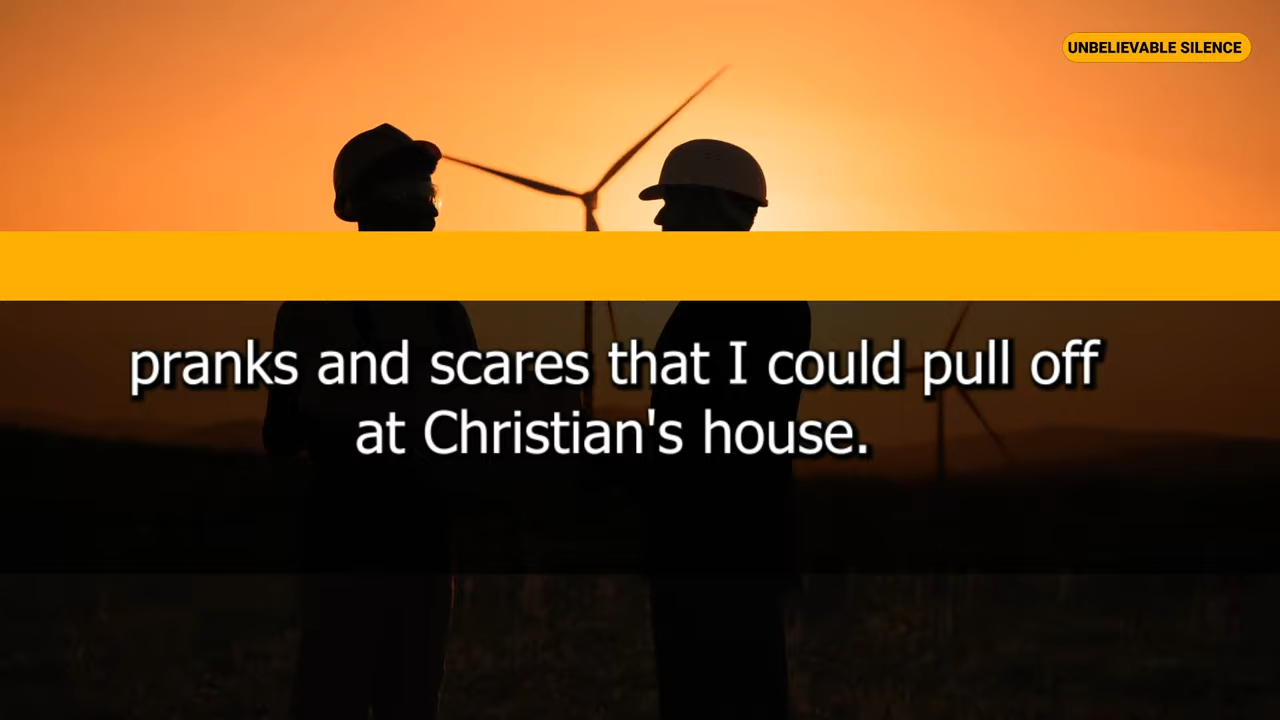 UNBELIEVABLE SILENCE
pranks and scares that I could pull off
at Christian's house.